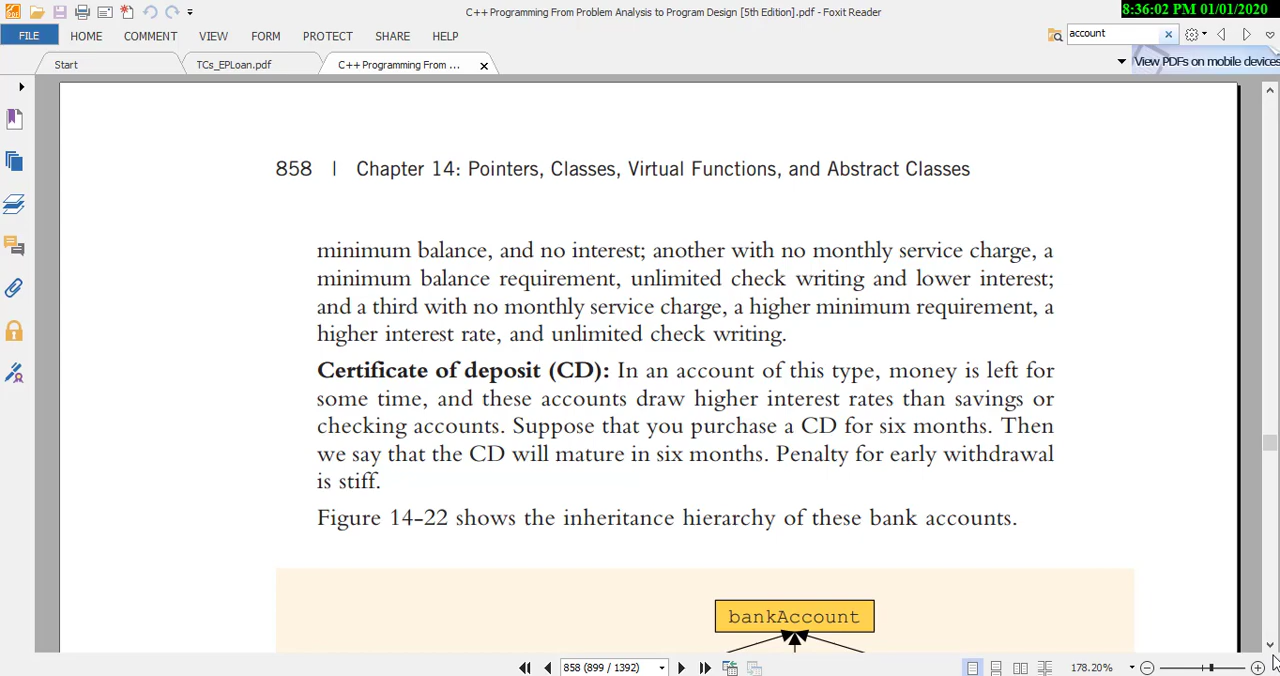 C++ Programming From Problem Analysis to Program Design [5th Edition].pdf - Foxit Reader
8:36:02 PM 01/01/2020
FILE HOME COMMENT VIEW FORM PROTECT SHARE HELP
account
Start TCs_EPLoan.pdf C++ Programming From ...
View PDFs on mobile devices
858 | Chapter 14: Pointers, Classes, Virtual Functions, and Abstract Classes
minimum balance, and no interest; another with no monthly service charge, a
minimum balance requirement, unlimited check writing and lower interest;
and a third with no monthly service charge, a higher minimum requirement, a
higher interest rate, and unlimited check writing.
Certificate of deposit (CD): In an account of this type, money is left for
some time, and these accounts draw higher interest rates than savings or
checking accounts. Suppose that you purchase a CD for six months. Then
we say that the CD will mature in six months. Penalty for early withdrawal
is stiff.
Figure 14-22 shows the inheritance hierarchy of these bank accounts.
bankAccount
858 (899 / 1392)
178.20%